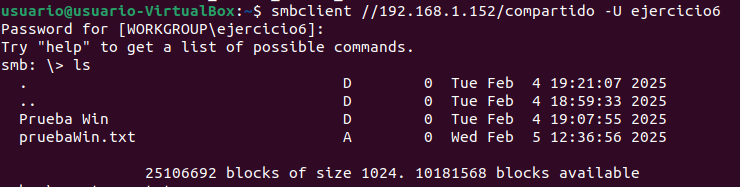 usuario@usuario-VirtualBox:~$ smbclient //192.168.1.152/compartido -U ejercicio6
Password for [WORKGROUP\ejercicio6]:
Try "help" to get a list of possible commands.
smb: \> ls
  .                                   D        0  Tue Feb  4 19:21:07 2025
  ..                                  D        0  Tue Feb  4 18:59:33 2025
  Prueba Win                          D        0  Tue Feb  4 19:07:55 2025
  pruebaWin.txt                       A        0  Wed Feb  5 12:36:56 2025
                25106692 blocks of size 1024. 10181568 blocks available